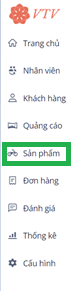 VTV
Trang chủ
Nhân viên
Khách hàng
Quảng cáo
Sản phẩm
Đơn hàng
Đánh giá
Thống kê
Cấu hình